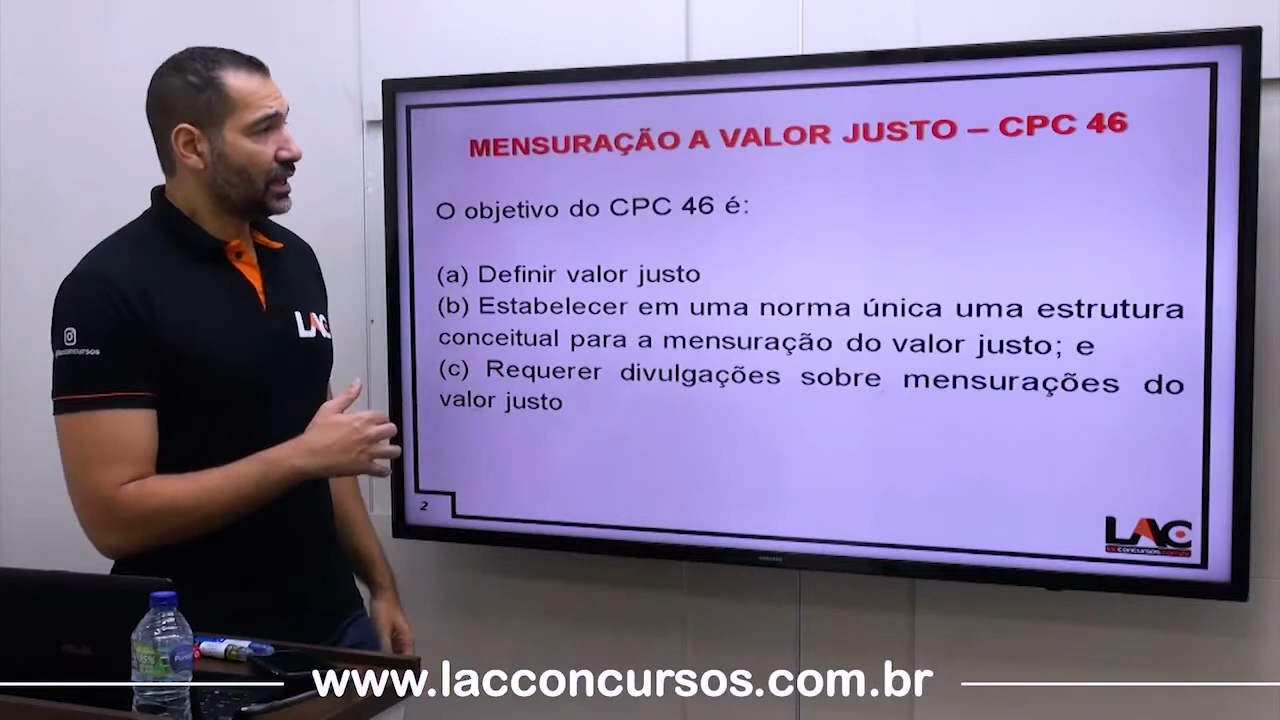 MENSURAÇÃO A VALOR JUSTO – CPC 46
O objetivo do CPC 46 é:
(a) Definir valor justo
(b) Estabelecer em uma norma única uma estrutura
conceitual para a mensuração do valor justo; e
(c) Requerer divulgações sobre mensurações do
valor justo
2
LAC
SAMSUNG
LAC
www.lacconcursos.com.br